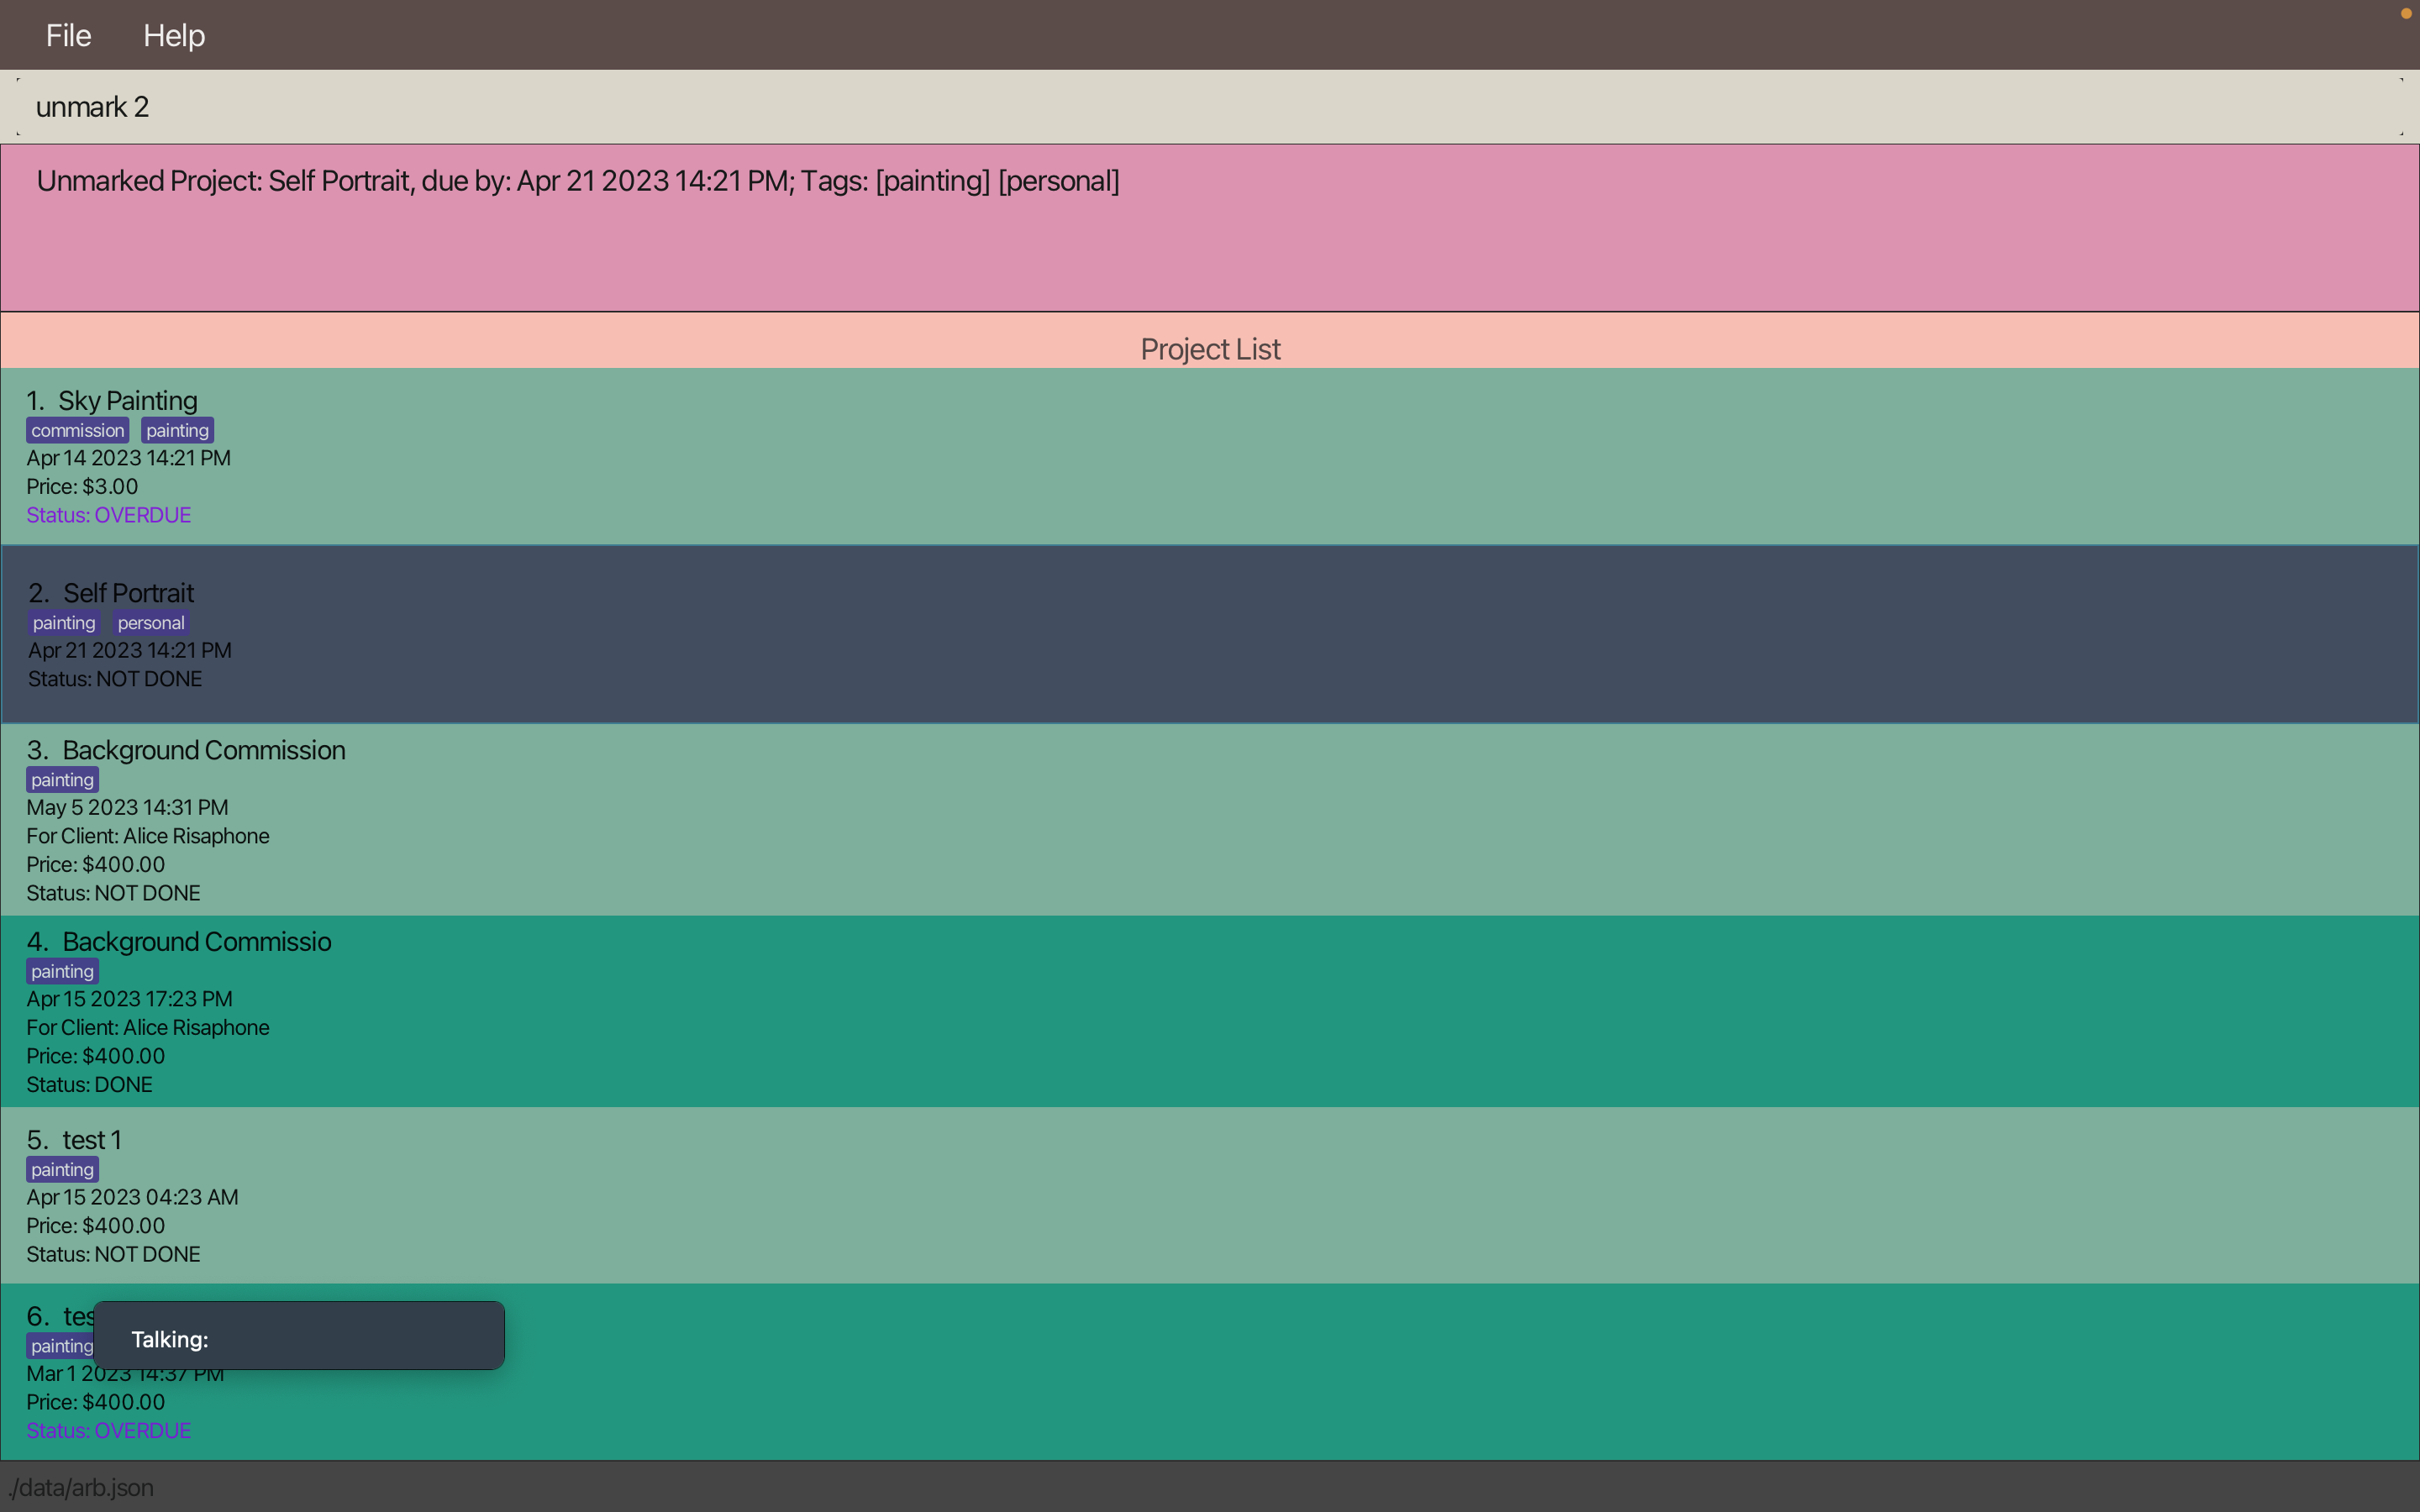 File Help
unmark 2
Unmarked Project: Self Portrait, due by: Apr 21 2023 14:21 PM; Tags: [painting] [personal]
Project List
1. Sky Painting
commission painting
Apr 14 2023 14:21 PM
Price: $3.00
Status: OVERDUE
2. Self Portrait
painting personal
Apr 21 2023 14:21 PM
Status: NOT DONE
3. Background Commission
painting
May 5 2023 14:31 PM
For Client: Alice Risaphone
Price: $400.00
Status: NOT DONE
4. Background Commissio
painting
Apr 15 2023 17:23 PM
For Client: Alice Risaphone
Price: $400.00
Status: DONE
5. test 1
painting
Apr 15 2023 04:23 AM
Price: $400.00
Status: NOT DONE
6.
Talking:
painting
Mar 1 2023 14:37 PM
Price: $400.00
Status: OVERDUE
./data/arb.json